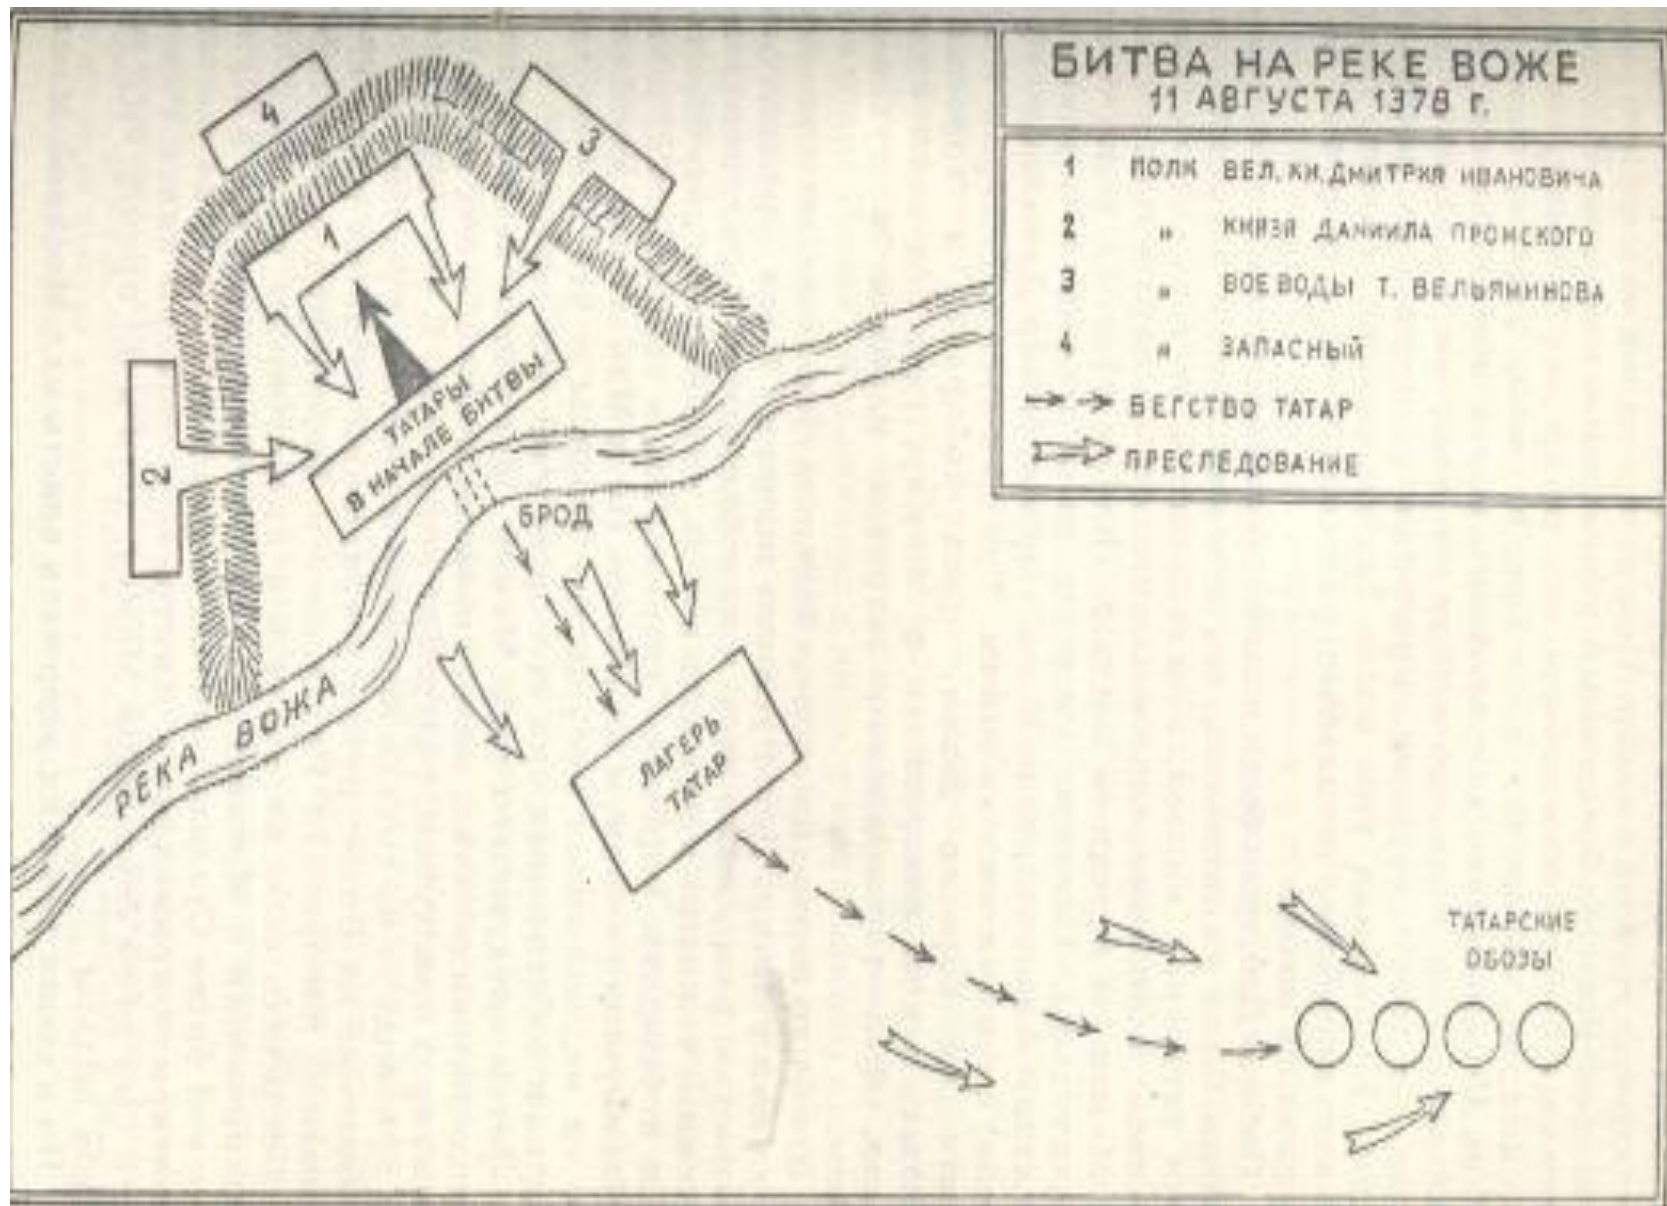 БИТВА НА РЕКЕ ВОЖЕ
11 АВГУСТА 1378 г.
1 ПОЛК ВЕЛ. КН. ДМИТРИЯ ИВАНОВИЧА
2 „ КНЯЗЯ ДАНИИЛА ПРОНСКОГО
3 „ ВОЕВОДЫ Т. ВЕЛЬЯМИНОВА
4 „ ЗАПАСНЫЙ
БЕГСТВО ТАТАР
ПРЕСЛЕДОВАНИЕ
4
3
1
2
ТАТАРЫ
В НАЧАЛЕ БИТВЫ
БРОД
РЕКА ВОЖА
ЛАГЕРЬ
ТАТАР
ТАТАРСКИЕ
ОБОЗЫ